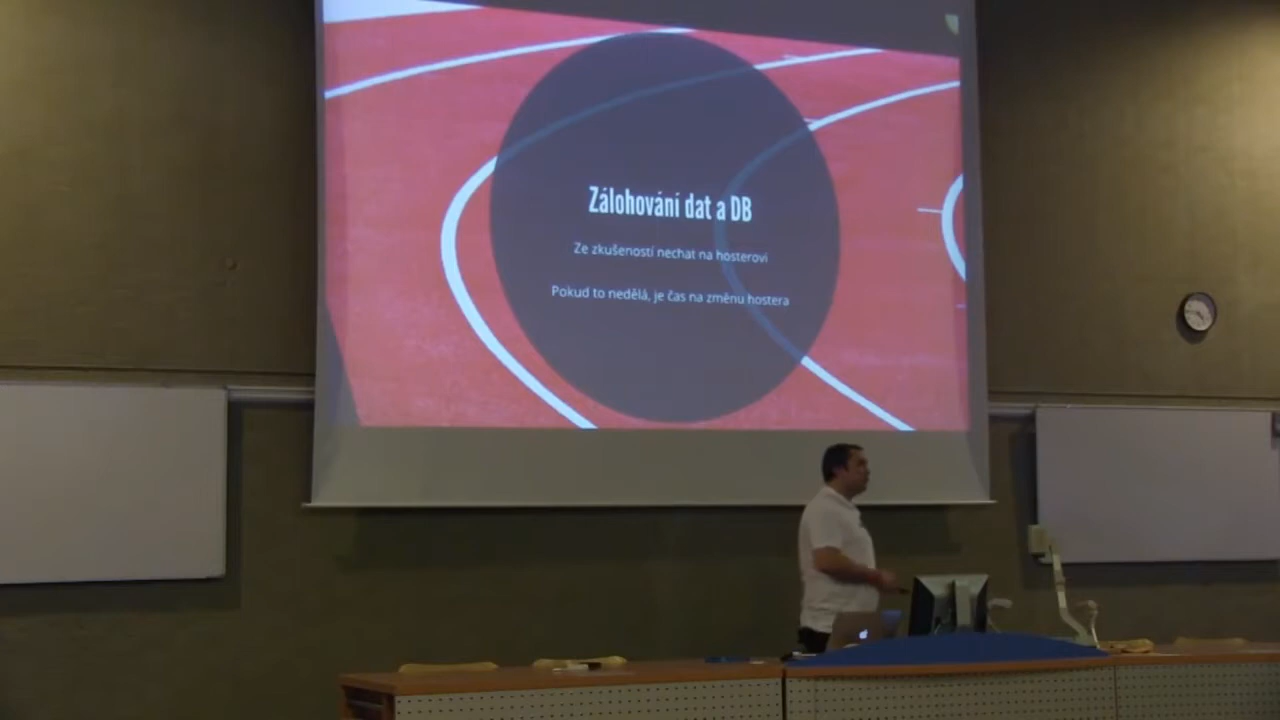 Zálohování dat a DB
Ze zkušeností nechat na hosterovi
Pokud to nedělá, je čas na změnu hostera